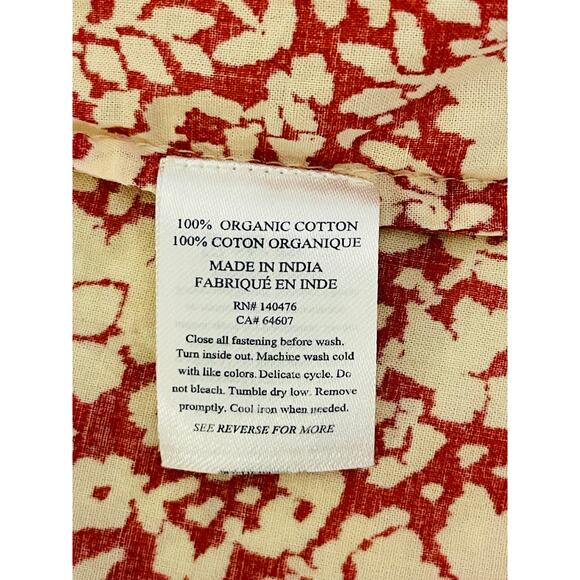 100% ORGANIC COTTON
100% COTON ORGANIQUE
MADE IN INDIA
FABRIQUÉ EN INDE
RN# 140476
CA# 64607
Close all fastening before wash.
Turn inside out. Machine wash cold
with like colors. Delicate cycle. Do
not bleach. Tumble dry low. Remove
promptly. Cool iron when needed.
SEE REVERSE FOR MORE